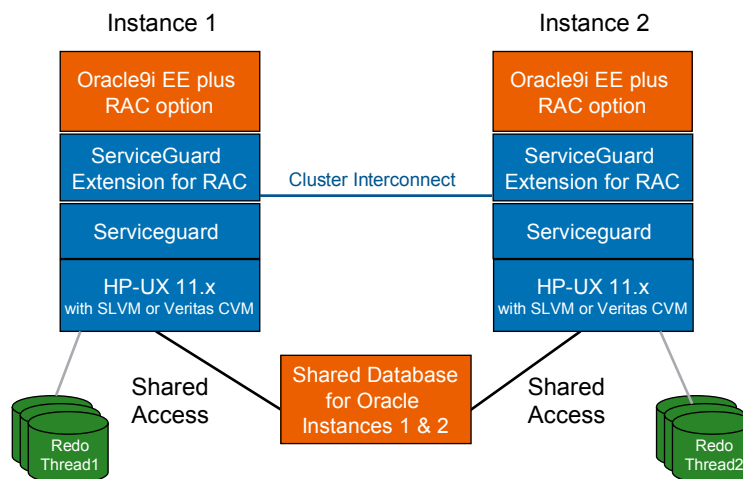 Instance 1
Instance 2
Oracle9i EE plus
RAC option
Oracle9i EE plus
RAC option
ServiceGuard
Extension for RAC
Cluster Interconnect
ServiceGuard
Extension for RAC
Serviceguard
Serviceguard
HP-UX 11.x
with SLVM or Veritas CVM
HP-UX 11.x
with SLVM or Veritas CVM
Shared
Access
Shared Database
for Oracle
Instances 1 & 2
Shared
Access
Redo
Thread1
Redo
Thread2